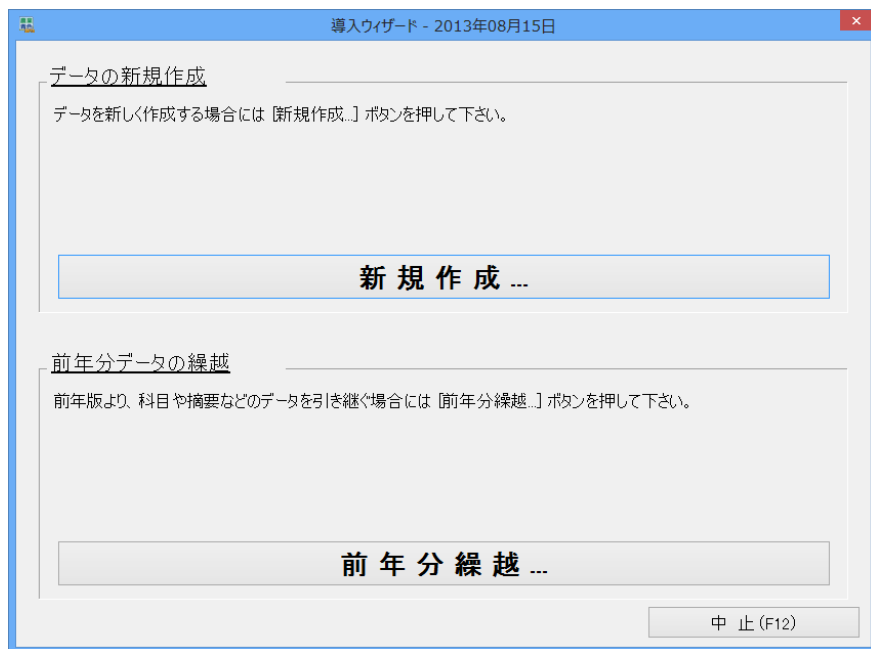 導入ウィザード - 2013年08月15日
データの新規作成
データを新しく作成する場合には [新規作成...] ボタンを押して下さい。
新規作成...
前年分データの繰越
前年版より、科目や摘要などのデータを引き継ぐ場合には [前年分繰越...] ボタンを押して下さい。
前年分繰越...
中 止(F12)